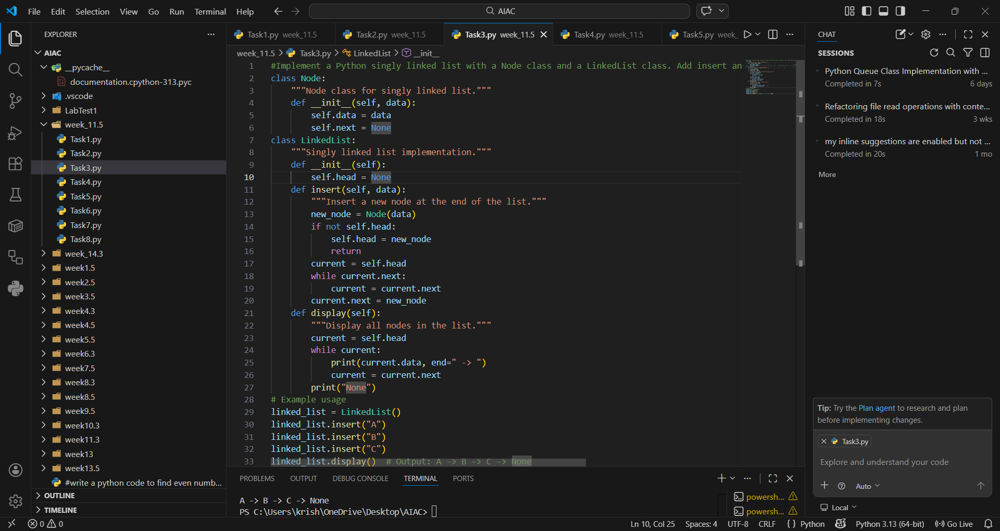 File Edit Selection View Go Run Terminal Help
AIAC
EXPLORER
AIAC
__pycache__
documentation.cpython-313.pyc
.vscode
LabTest1
week_11.5
Task1.py
Task2.py
Task3.py
Task4.py
Task5.py
Task6.py
Task7.py
Task8.py
week_14.3
week1.5
week2.5
week3.5
week4.3
week4.5
week5.5
week6.3
week7.5
week8.3
week8.5
week9.5
week10.3
week11.3
week13
week13.5
#write a python code to find even numb...
OUTLINE
TIMELINE
Task1.py week_11.5 Task2.py week_11.5 Task3.py week_11.5 Task4.py week_11.5 Task5.py week_
week_11.5 > Task3.py > LinkedList > __init__
1 #Implement a Python singly linked list with a Node class and a LinkedList class. Add insert an
2 class Node:
3 """Node class for singly linked list."""
4 def __init__(self, data):
5 self.data = data
6 self.next = None
7 class LinkedList:
8 """Singly linked list implementation."""
9 def __init__(self):
10 self.head = None
11 def insert(self, data):
12 """Insert a new node at the end of the list."""
13 new_node = Node(data)
14 if not self.head:
15 self.head = new_node
16 return
17 current = self.head
18 while current.next:
19 current = current.next
20 current.next = new_node
21 def display(self):
22 """Display all nodes in the list."""
23 current = self.head
24 while current:
25 print(current.data, end=" -> ")
26 current = current.next
27 print("None")
28 # Example usage
29 linked_list = LinkedList()
30 linked_list.insert("A")
31 linked_list.insert("B")
32 linked_list.insert("C")
33 linked_list.display() # Output: A -> B -> C -> None
PROBLEMS OUTPUT DEBUG CONSOLE TERMINAL PORTS
A -> B -> C -> None
PS C:\Users\krish\OneDrive\Desktop\AIAC>
powersh...
powersh...
CHAT
SESSIONS
Python Queue Class Implementation with ...
Completed in 7s 6 days
Refactoring file read operations with conte...
Completed in 18s 3 wks
my inline suggestions are enabled but not ...
Completed in 20s 1 mo
More
Tip: Try the Plan agent to research and plan
before implementing changes.
Task3.py
Explore and understand your code
Auto
Local
0 0 Ln 10, Col 25 Spaces: 4 UTF-8 CRLF {} Python Python 3.13 (64-bit) Go Live